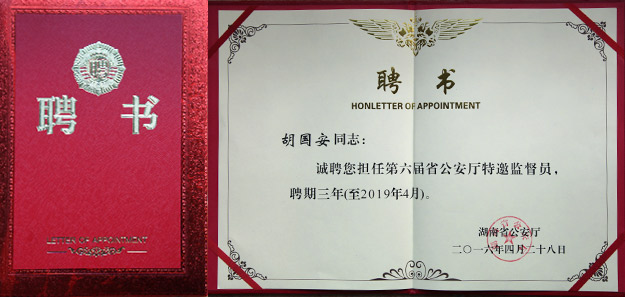 聘
聘书
LETTER OF APPOINTMENT
聘书
HONLETTER OF APPOINTMENT
胡国安同志：
诚聘您担任第六届省公安厅特邀监督员，
聘期三年(至2019年4月)。
湖南省公安厅
二〇一六年四月二十八日